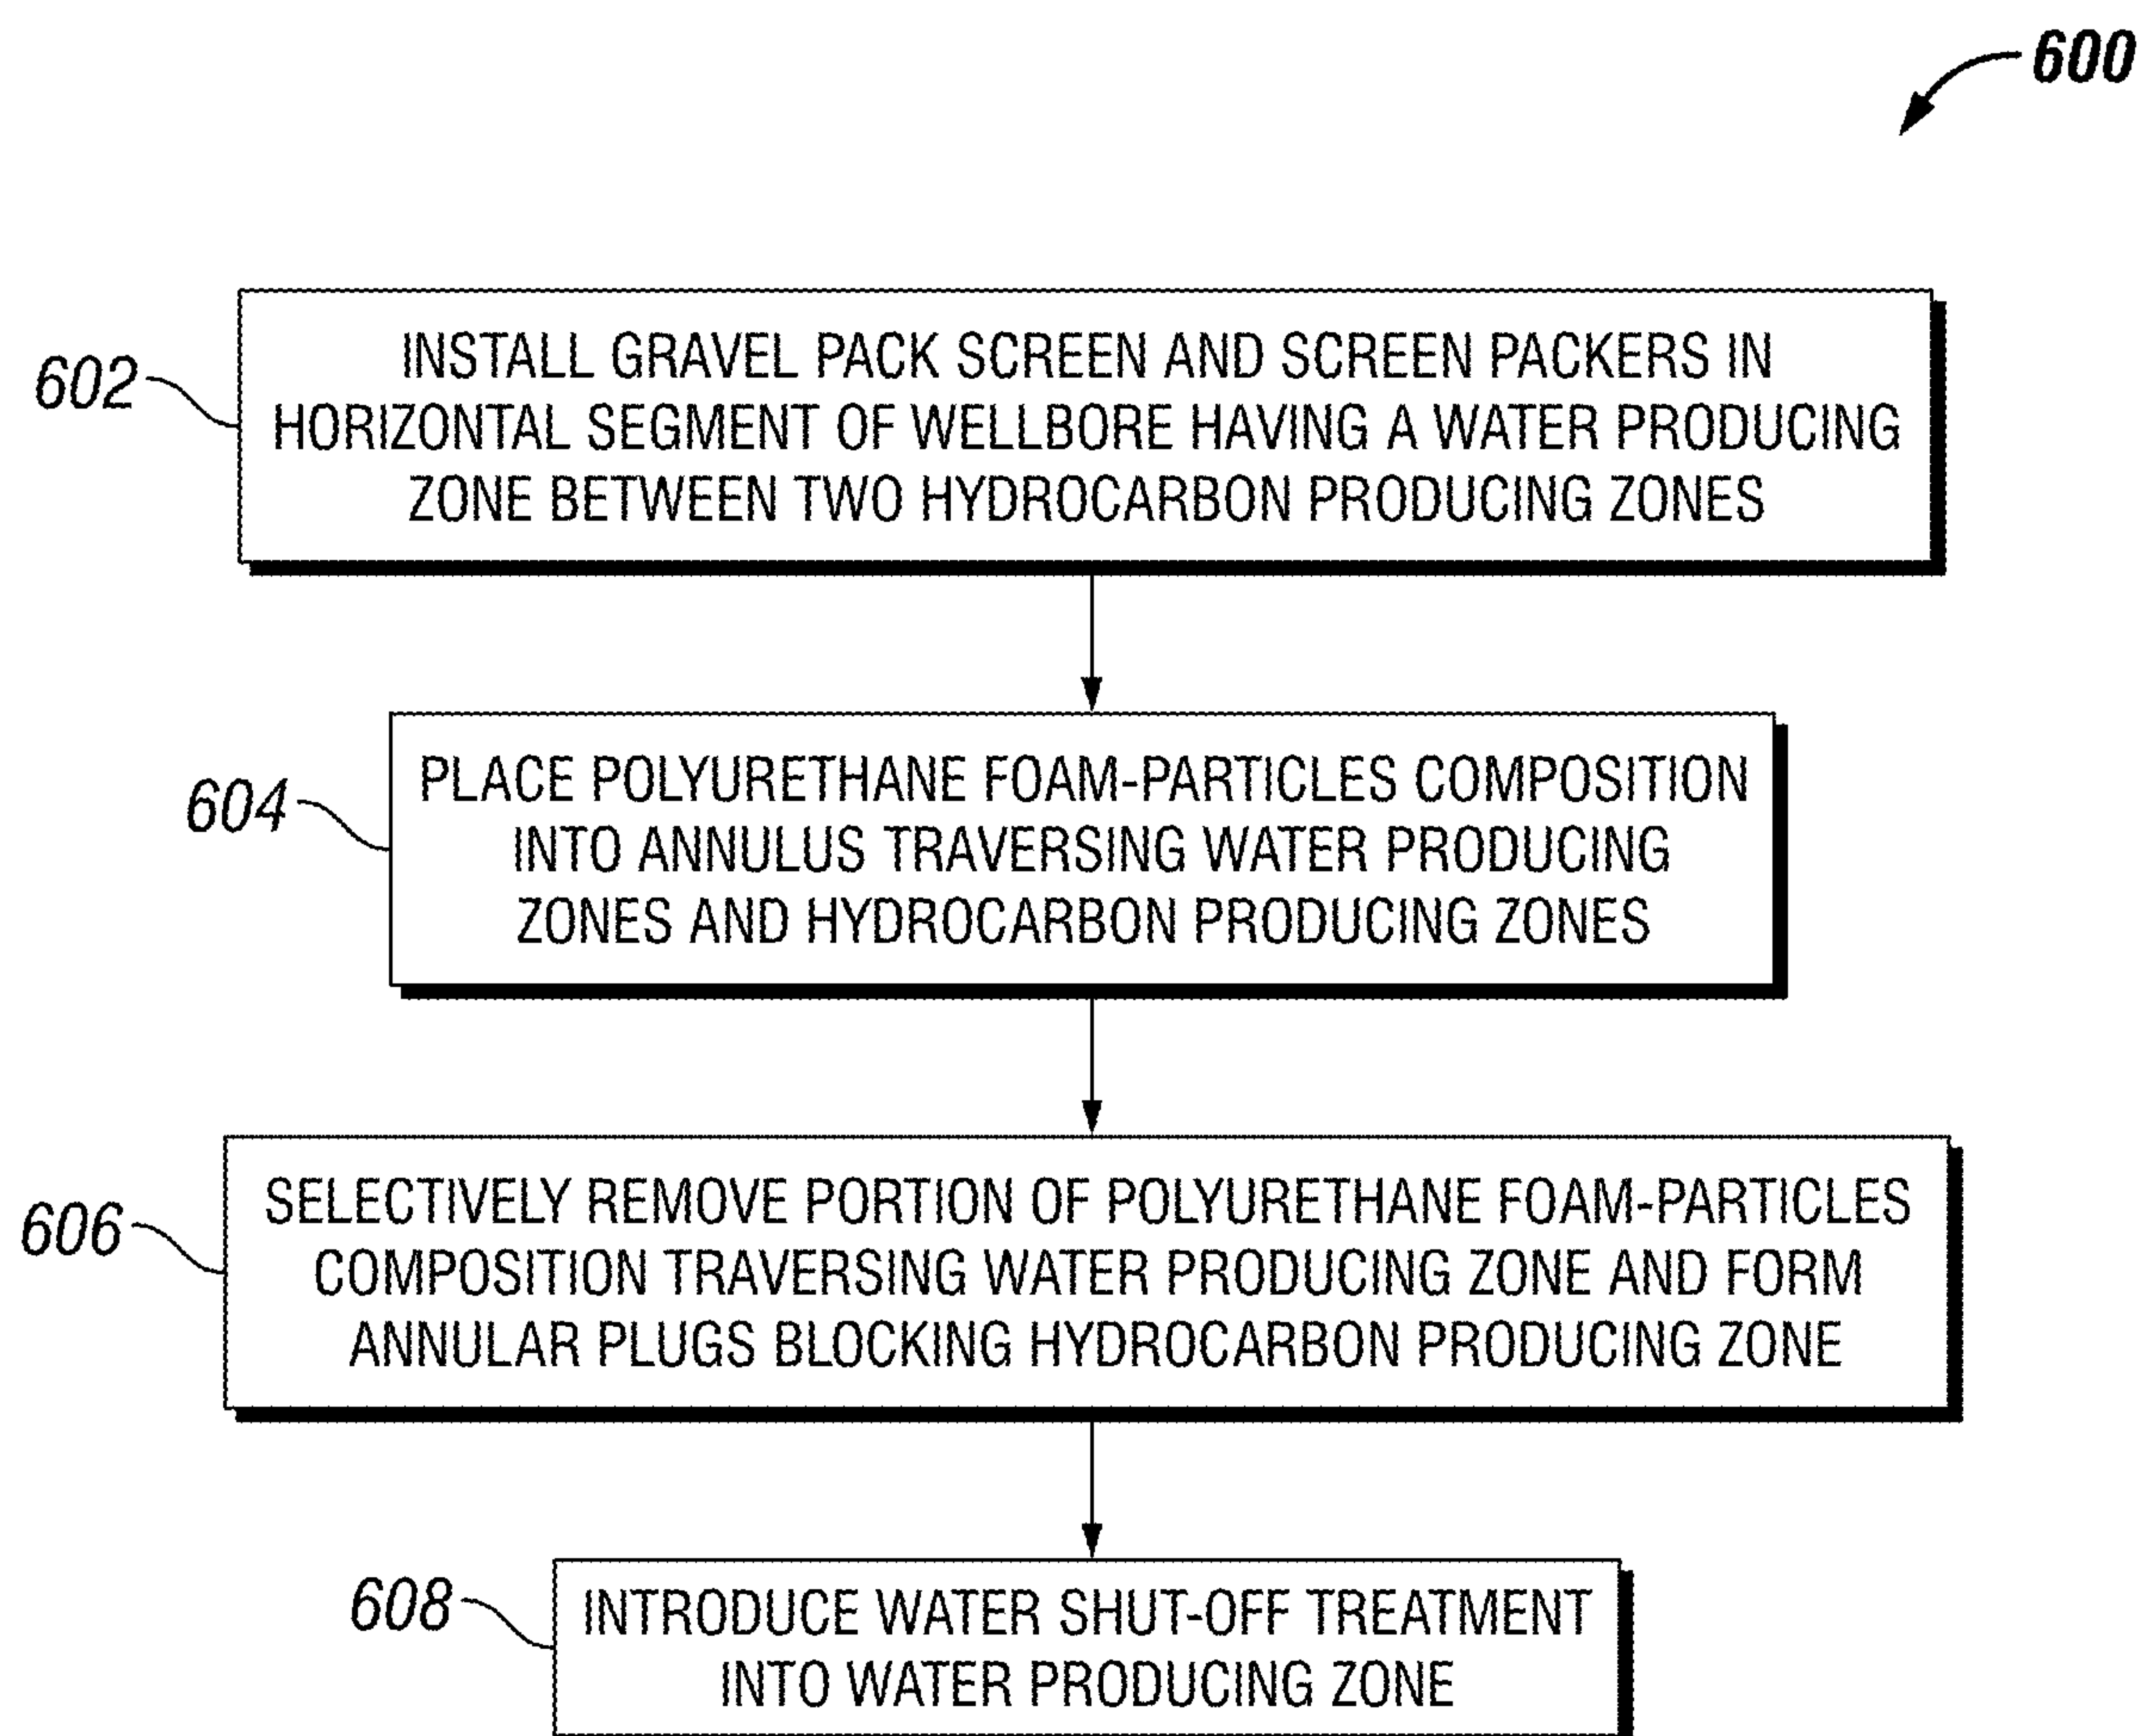 600
602
INSTALL GRAVEL PACK SCREEN AND SCREEN PACKERS IN
HORIZONTAL SEGMENT OF WELLBORE HAVING A WATER PRODUCING
ZONE BETWEEN TWO HYDROCARBON PRODUCING ZONES
604
PLACE POLYURETHANE FOAM-PARTICLES COMPOSITION
INTO ANNULUS TRAVERSING WATER PRODUCING
ZONES AND HYDROCARBON PRODUCING ZONES
606
SELECTIVELY REMOVE PORTION OF POLYURETHANE FOAM-PARTICLES
COMPOSITION TRAVERSING WATER PRODUCING ZONE AND FORM
ANNULAR PLUGS BLOCKING HYDROCARBON PRODUCING ZONE
608
INTRODUCE WATER SHUT-OFF TREATMENT
INTO WATER PRODUCING ZONE